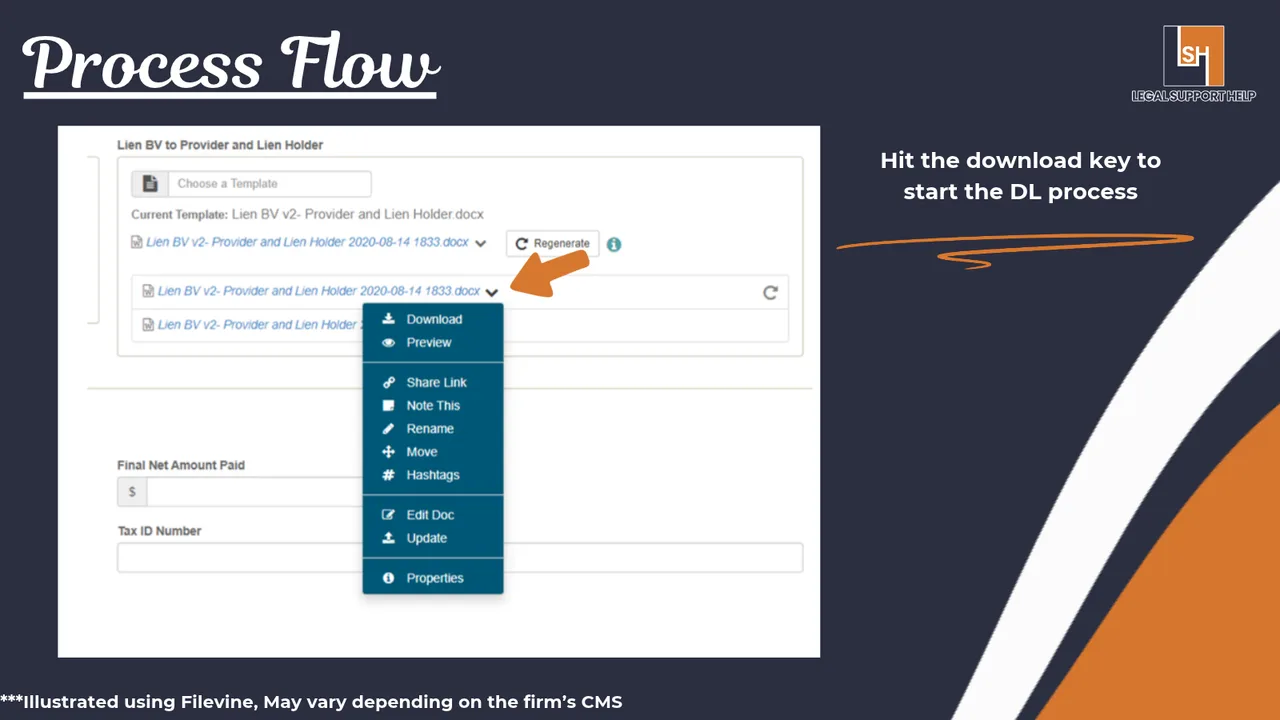 Process Flow
LSH
LEGAL SUPPORT HELP
Hit the download key to
start the DL process
Lien BV to Provider and Lien Holder
Choose a Template
Current Template: Lien BV v2- Provider and Lien Holder.docx
Lien BV v2- Provider and Lien Holder 2020-08-14 1833.docx
Regenerate
Lien BV v2- Provider and Lien Holder 2020-08-14 1833.docx
Lien BV v2- Provider and Lien Holder
Download
Preview
Share Link
Note This
Rename
Move
# Hashtags
Edit Doc
Update
Properties
Final Net Amount Paid
$
Tax ID Number
***Illustrated using Filevine, May vary depending on the firm's CMS